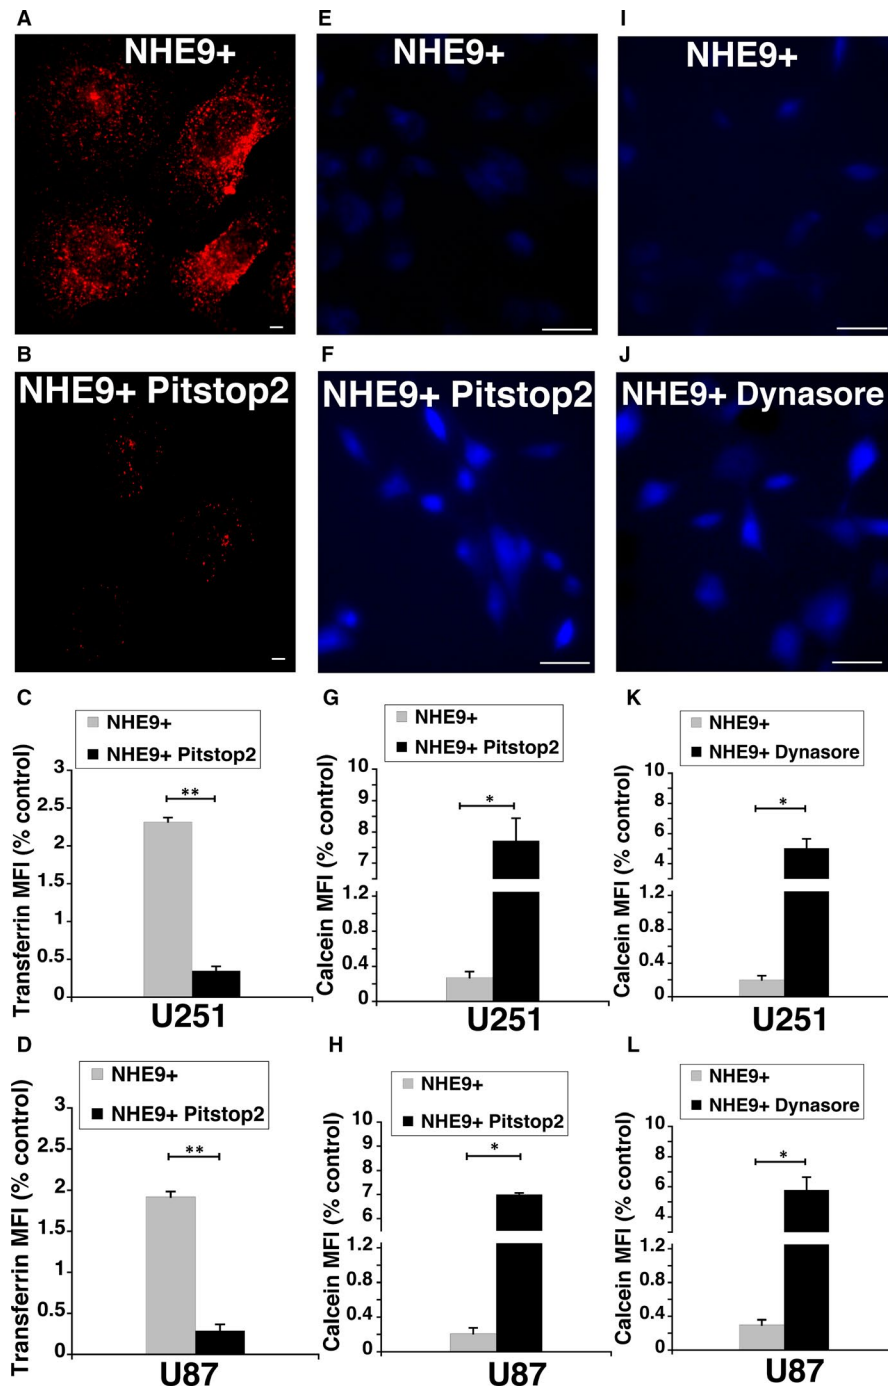 A
E
I
NHE9+
NHE9+
NHE9+
B
F
J
NHE9+ Pitstop2
NHE9+ Pitstop2
NHE9+ Dynasore
C
NHE9+
NHE9+ Pitstop2
Transferrin MFI (% control)
3
2.5
2
1.5
1
0.5
0
**
U251
G
NHE9+
NHE9+ Pitstop2
Calcein MFI (% control)
10
9
8
7
1.2
0.8
0.4
0
*
U251
K
NHE9+
NHE9+ Dynasore
Calcein MFI (% control)
10
8
6
4
1.2
0.8
0.4
0
*
U251
D
NHE9+
NHE9+ Pitstop2
Transferrin MFI (% control)
3
2.5
2
1.5
1
0.5
0
**
U87
H
NHE9+
NHE9+ Pitstop2
Calcein MFI (% control)
10
9
8
7
6
1.2
0.8
0.4
0
*
U87
L
NHE9+
NHE9+ Dynasore
Calcein MFI (% control)
10
8
6
4
1.2
0.8
0.4
0
*
U87